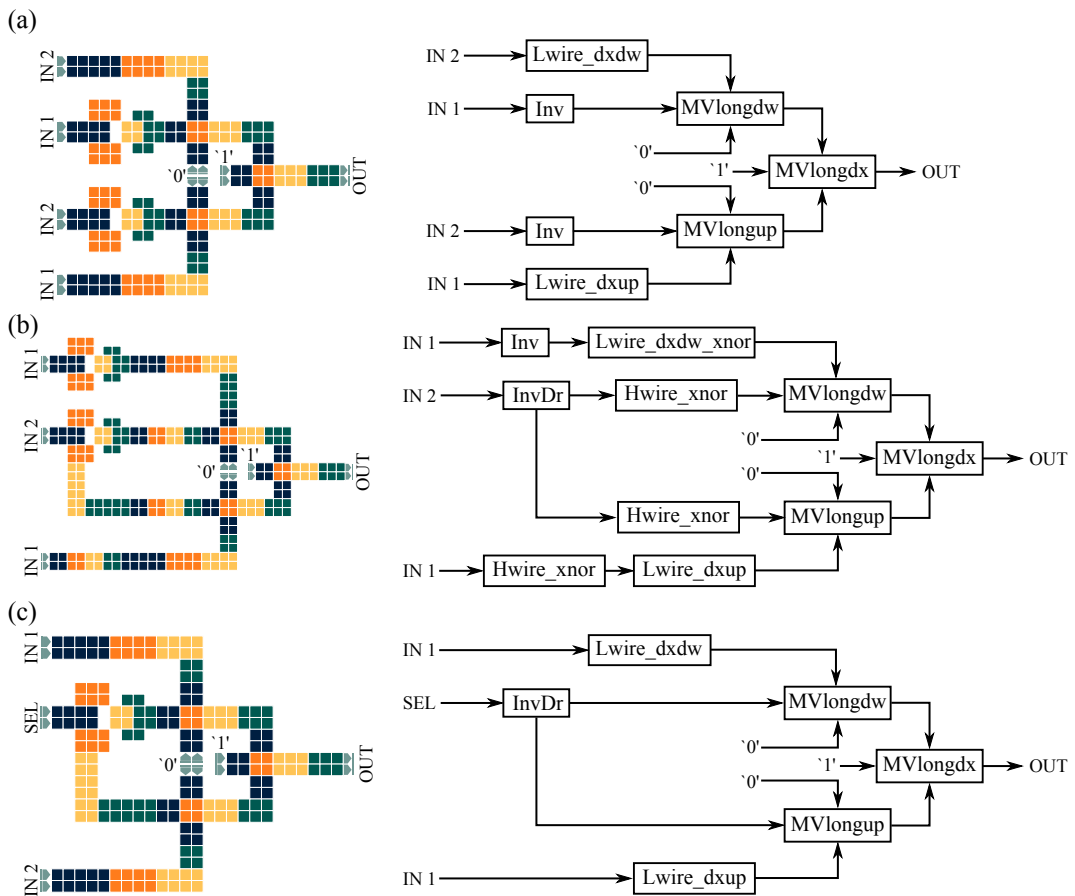 (a)
IN 2
IN 1
IN 2
IN 1
`0'
`1'
OUT
IN 2
Lwire_dxdw
IN 1
Inv
MVlongdw
`0'
`1'
MVlongdx
OUT
`0'
IN 2
Inv
MVlongup
IN 1
Lwire_dxup
(b)
IN 1
IN 2
IN 1
`0'
`1'
OUT
IN 1
Inv
Lwire_dxdw_xnor
IN 2
InvDr
Hwire_xnor
MVlongdw
`0'
`1'
MVlongdx
OUT
`0'
Hwire_xnor
MVlongup
IN 1
Hwire_xnor
Lwire_dxup
(c)
IN 1
SEL
IN 2
`0'
`1'
OUT
IN 1
Lwire_dxdw
SEL
InvDr
MVlongdw
`0'
`1'
MVlongdx
OUT
`0'
MVlongup
IN 1
Lwire_dxup